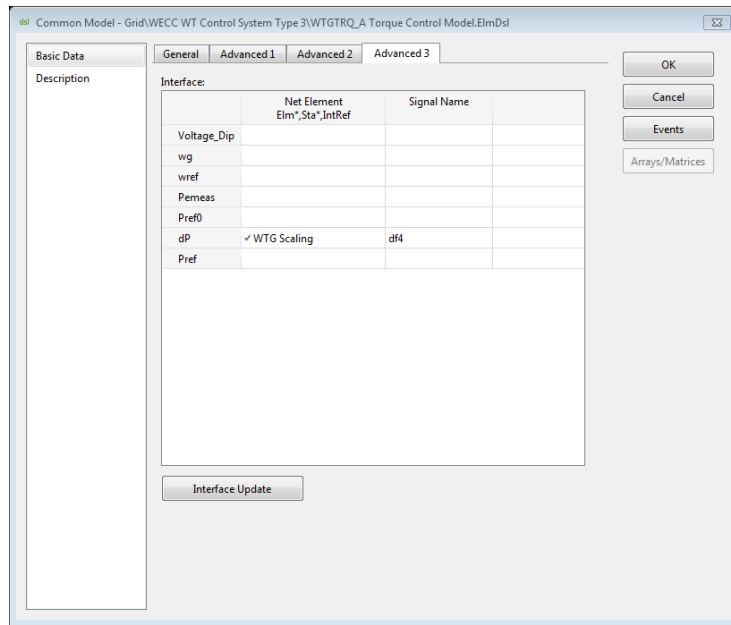 dsl Common Model - Grid\WECC WT Control System Type 3\WTGTRQ_A Torque Control Model.ElmDsl
Basic Data
Description
General Advanced 1 Advanced 2 Advanced 3
OK
Cancel
Events
Arrays/Matrices
Interface:
Net Element Signal Name
Elm*,Sta*,IntRef
Voltage_Dip
wg
wref
Pemeas
Pref0
dP ✓ WTG Scaling df4
Pref
Interface Update